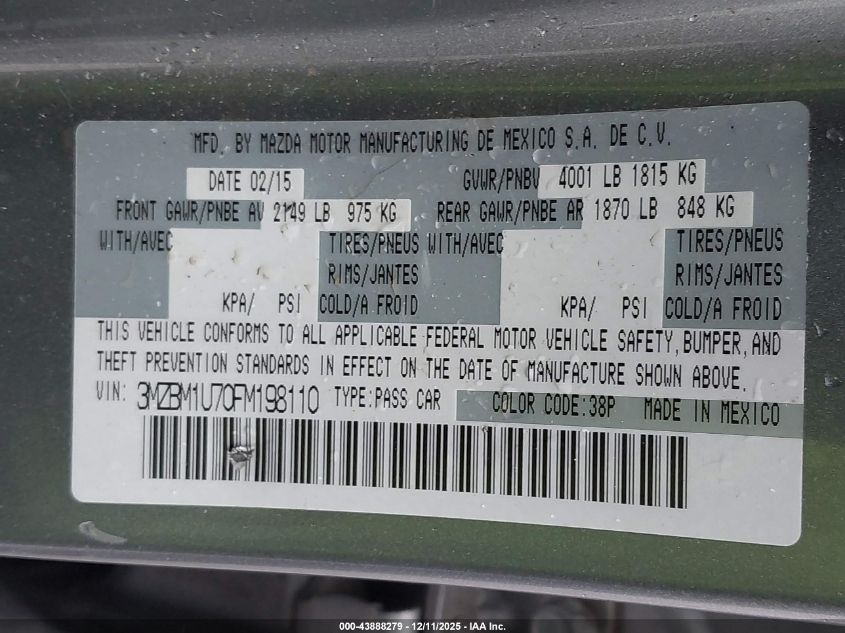 MFD. BY MAZDA MOTOR MANUFACTURING DE MEXICO S.A. DE C.V.
DATE 02/15 GVWR/PNBV 4001 LB 1815 KG
FRONT GAWR/PNBE AV 2149 LB 975 KG REAR GAWR/PNBE AR 1870 LB 848 KG
WITH/AVEC TIRES/PNEUS WITH/AVEC TIRES/PNEUS
RIMS/JANTES RIMS/JANTES
KPA/ PSI COLD/A FROID KPA/ PSI COLD/A FROID
THIS VEHICLE CONFORMS TO ALL APPLICABLE FEDERAL MOTOR VEHICLE SAFETY, BUMPER, AND
THEFT PREVENTION STANDARDS IN EFFECT ON THE DATE OF MANUFACTURE SHOWN ABOVE.
VIN: 3MZBM1U70FM198110 TYPE:PASS CAR COLOR CODE:38P MADE IN MEXICO
000-43888279 - 12/11/2025 - IAA Inc.